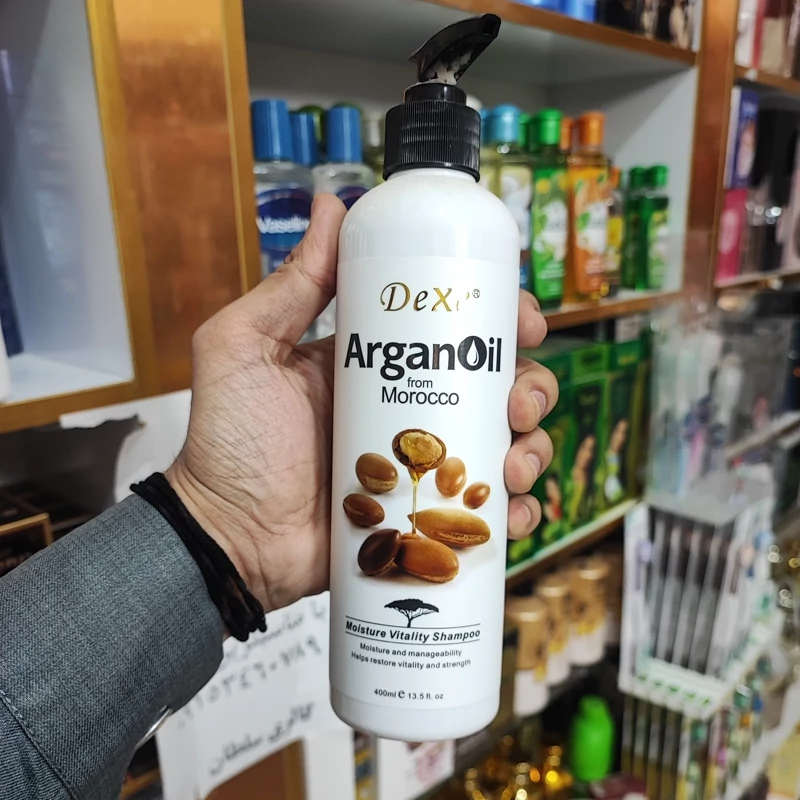 Vaseline
DeXe®
ArganOil
from
Morocco
Moisture Vitality Shampoo
Moisture and manageability
Helps restore vitality and strength
400ml ℮ 13.5 fl. oz